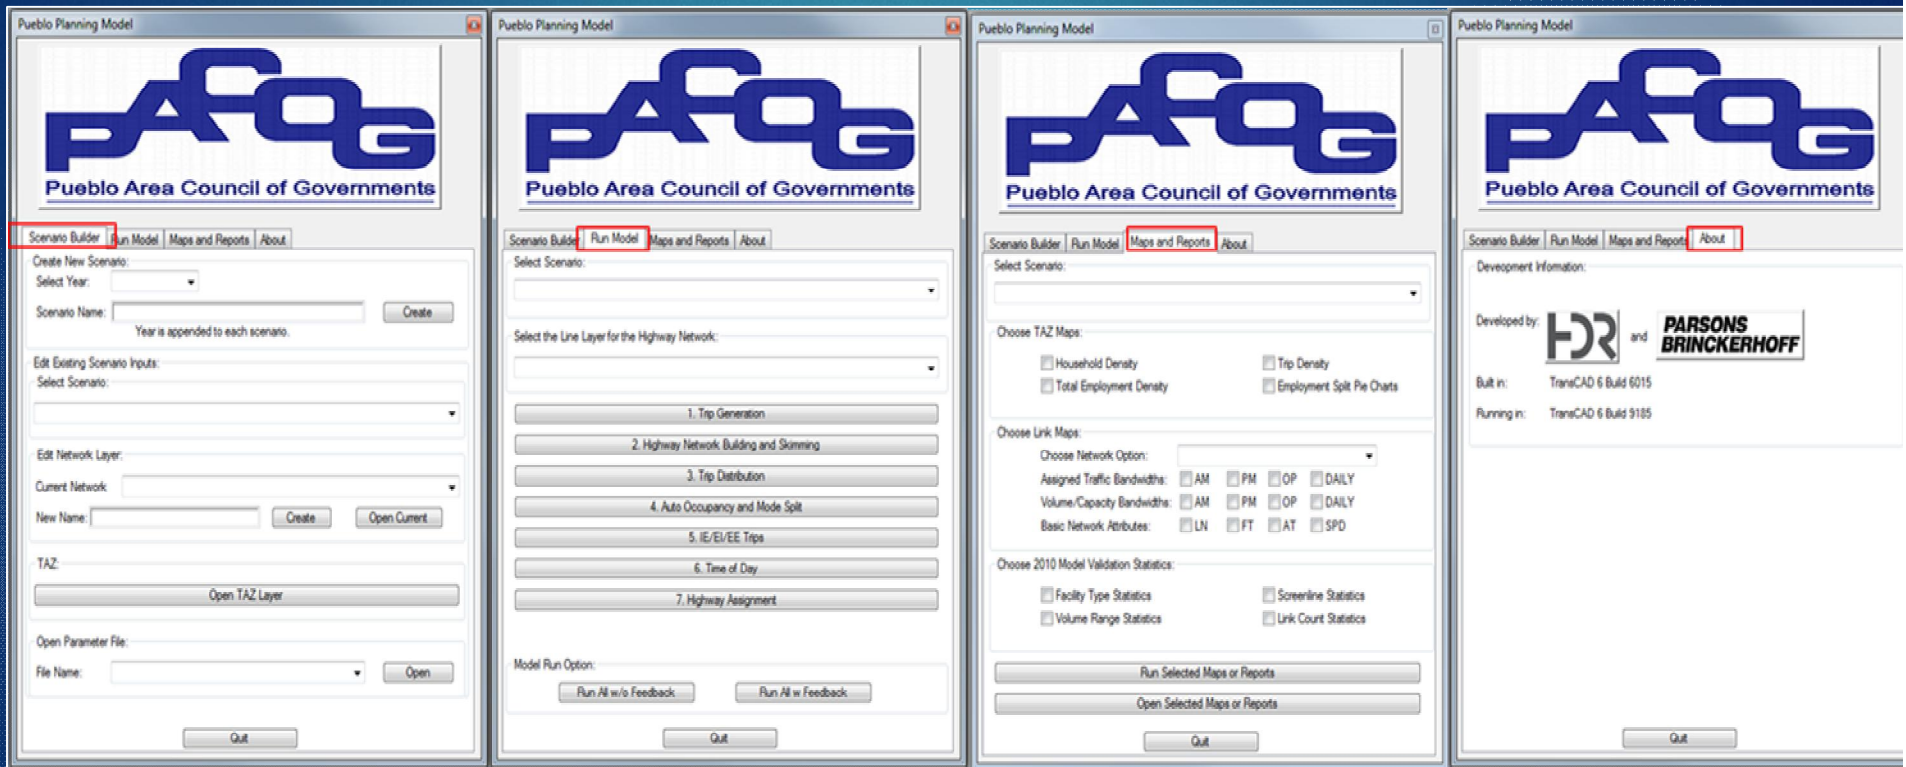 Pueblo Planning Model
PACOG
Pueblo Area Council of Governments
Scenario Builder Run Model Maps and Reports About
Create New Scenario:
Select Year:
Scenario Name: Create
Year is appended to each scenario.
Edit Existing Scenario Inputs:
Select Scenario:
Edit Network Layer:
Current Network
New Name: Create Open Current
TAZ:
Open TAZ Layer
Open Parameter File:
File Name: Open
Quit
Pueblo Planning Model
PACOG
Pueblo Area Council of Governments
Scenario Builder Run Model Maps and Reports About
Select Scenario:
Select the Line Layer for the Highway Network:
1. Trip Generation
2. Highway Network Building and Skimming
3. Trip Distribution
4. Auto Occupancy and Mode Split
5. IE/EI/EE Trips
6. Time of Day
7. Highway Assignment
Model Run Option:
Run All w/o Feedback Run All w Feedback
Quit
Pueblo Planning Model
PACOG
Pueblo Area Council of Governments
Scenario Builder Run Model Maps and Reports About
Select Scenario:
Choose TAZ Maps:
Household Density Trip Density
Total Employment Density Employment Split Pie Charts
Choose Link Maps:
Choose Network Option:
Assigned Traffic Bandwidths: AM PM OP DAILY
Volume/Capacity Bandwidths: AM PM OP DAILY
Basic Network Attributes: LN FT AT SPD
Choose 2010 Model Validation Statistics:
Facility Type Statistics Screenline Statistics
Volume Range Statistics Link Count Statistics
Run Selected Maps or Reports
Open Selected Maps or Reports
Quit
Pueblo Planning Model
PACOG
Pueblo Area Council of Governments
Scenario Builder Run Model Maps and Reports About
Deveopment Information:
Developed by: HDR and PARSONS
BRINCKERHOFF
Built in: TransCAD 6 Build 6015
Running in: TransCAD 6 Build 9185
Quit